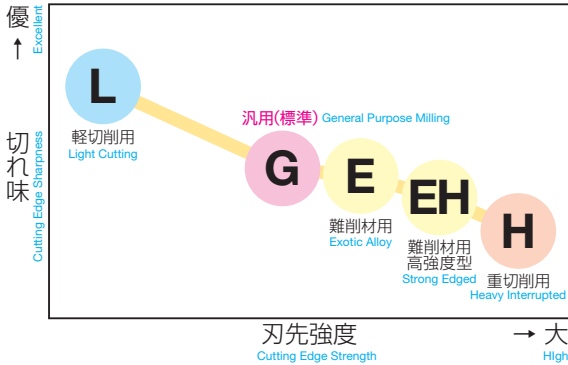 優
↑
Excellent
切れ味
Cutting Edge Sharpness
L
軽切削用
Light Cutting
汎用(標準) General Purpose Milling
G
E
難削材用
Exotic Alloy
EH
難削材用
高強度型
Strong Edged
H
重切削用
Heavy Interrupted
刃先強度
Cutting Edge Strength
→ 大
High